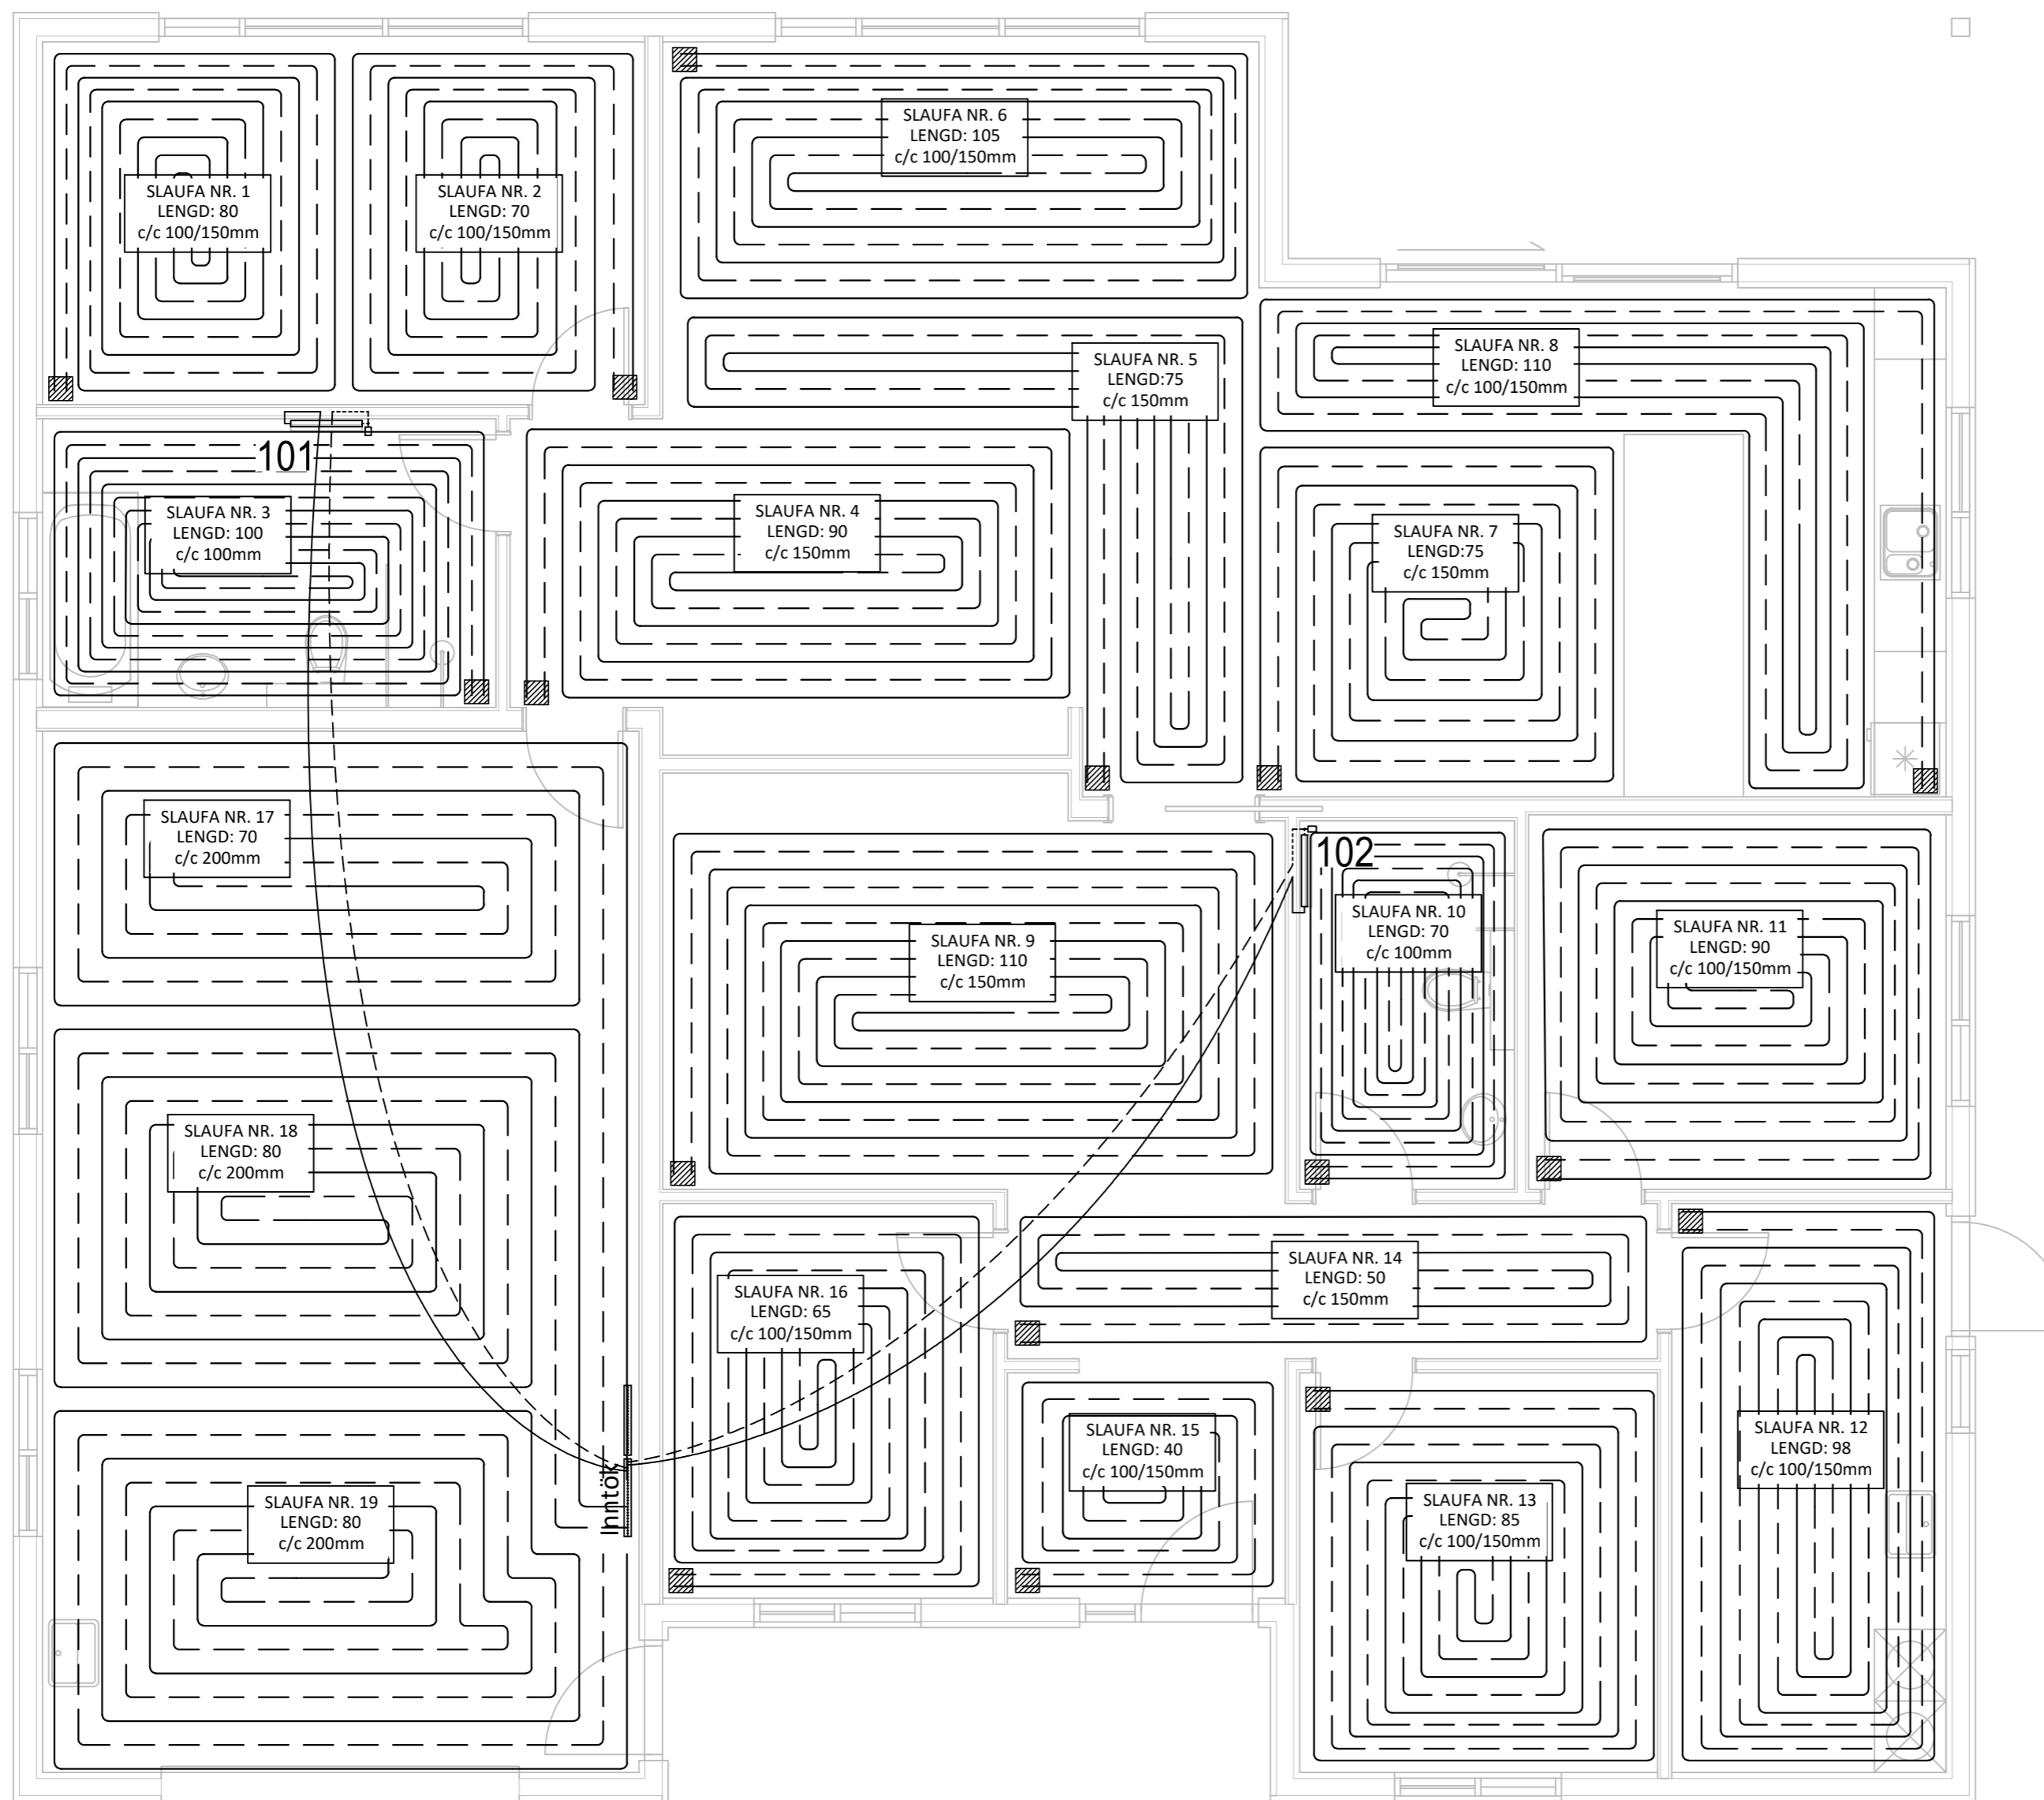 SLAUFA NR. 1
LENGD: 80
c/c 100/150mm
SLAUFA NR. 2
LENGD: 70
c/c 100/150mm
SLAUFA NR. 6
LENGD: 105
c/c 100/150mm
SLAUFA NR. 5
LENGD:75
c/c 150mm
SLAUFA NR. 8
LENGD: 110
c/c 100/150mm
101
SLAUFA NR. 3
LENGD: 100
c/c 100mm
SLAUFA NR. 4
LENGD: 90
c/c 150mm
SLAUFA NR. 7
LENGD:75
c/c 150mm
SLAUFA NR. 17
LENGD: 70
c/c 200mm
102
SLAUFA NR. 9
LENGD: 110
c/c 150mm
SLAUFA NR. 10
LENGD: 70
c/c 100mm
SLAUFA NR. 11
LENGD: 90
c/c 100/150mm
SLAUFA NR. 18
LENGD: 80
c/c 200mm
SLAUFA NR. 16
LENGD: 65
c/c 100/150mm
SLAUFA NR. 14
LENGD: 50
c/c 150mm
SLAUFA NR. 15
LENGD: 40
c/c 100/150mm
SLAUFA NR. 12
LENGD: 98
c/c 100/150mm
SLAUFA NR. 19
LENGD: 80
c/c 200mm
Inntök
SLAUFA NR. 13
LENGD: 85
c/c 100/150mm